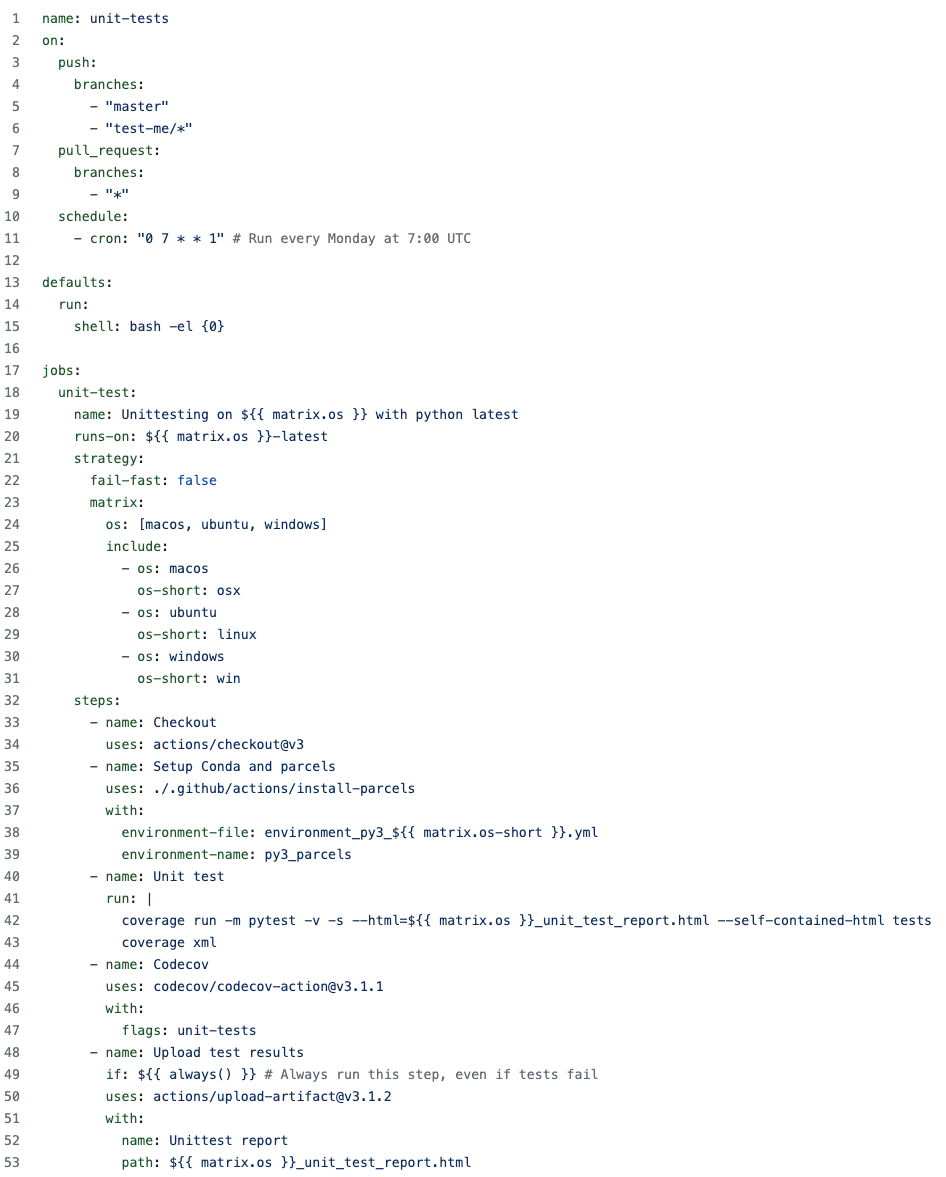 1 name: unit-tests
2 on:
3   push:
4     branches:
5       - "master"
6       - "test-me/*"
7   pull_request:
8     branches:
9       - "*"
10   schedule:
11     - cron: "0 7 * * 1" # Run every Monday at 7:00 UTC
12
13 defaults:
14   run:
15     shell: bash -el {0}
16
17 jobs:
18   unit-test:
19     name: Unittesting on ${{ matrix.os }} with python latest
20     runs-on: ${{ matrix.os }}-latest
21     strategy:
22       fail-fast: false
23       matrix:
24         os: [macos, ubuntu, windows]
25         include:
26           - os: macos
27             os-short: osx
28           - os: ubuntu
29             os-short: linux
30           - os: windows
31             os-short: win
32     steps:
33       - name: Checkout
34         uses: actions/checkout@v3
35       - name: Setup Conda and parcels
36         uses: ./.github/actions/install-parcels
37         with:
38           environment-file: environment_py3_${{ matrix.os-short }}.yml
39           environment-name: py3_parcels
40       - name: Unit test
41         run: |
42           coverage run -m pytest -v -s --html=${{ matrix.os }}_unit_test_report.html --self-contained-html tests
43           coverage xml
44       - name: Codecov
45         uses: codecov/codecov-action@v3.1.1
46         with:
47           flags: unit-tests
48       - name: Upload test results
49         if: ${{ always() }} # Always run this step, even if tests fail
50         uses: actions/upload-artifact@v3.1.2
51         with:
52           name: Unittest report
53           path: ${{ matrix.os }}_unit_test_report.html